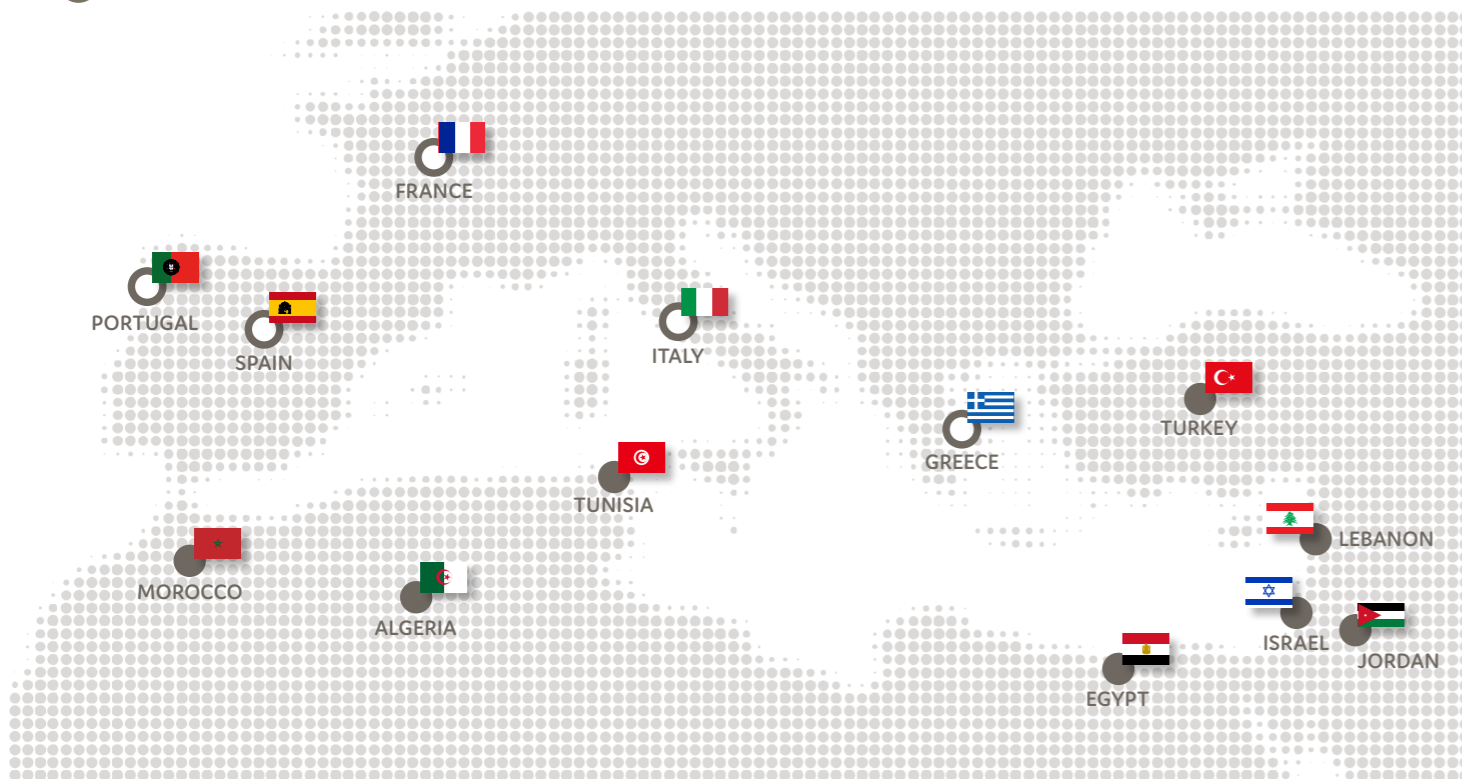 FRANCE
PORTUGAL
SPAIN
ITALY
TURKEY
GREECE
TUNISIA
LEBANON
MOROCCO
ALGERIA
ISRAEL
JORDAN
EGYPT